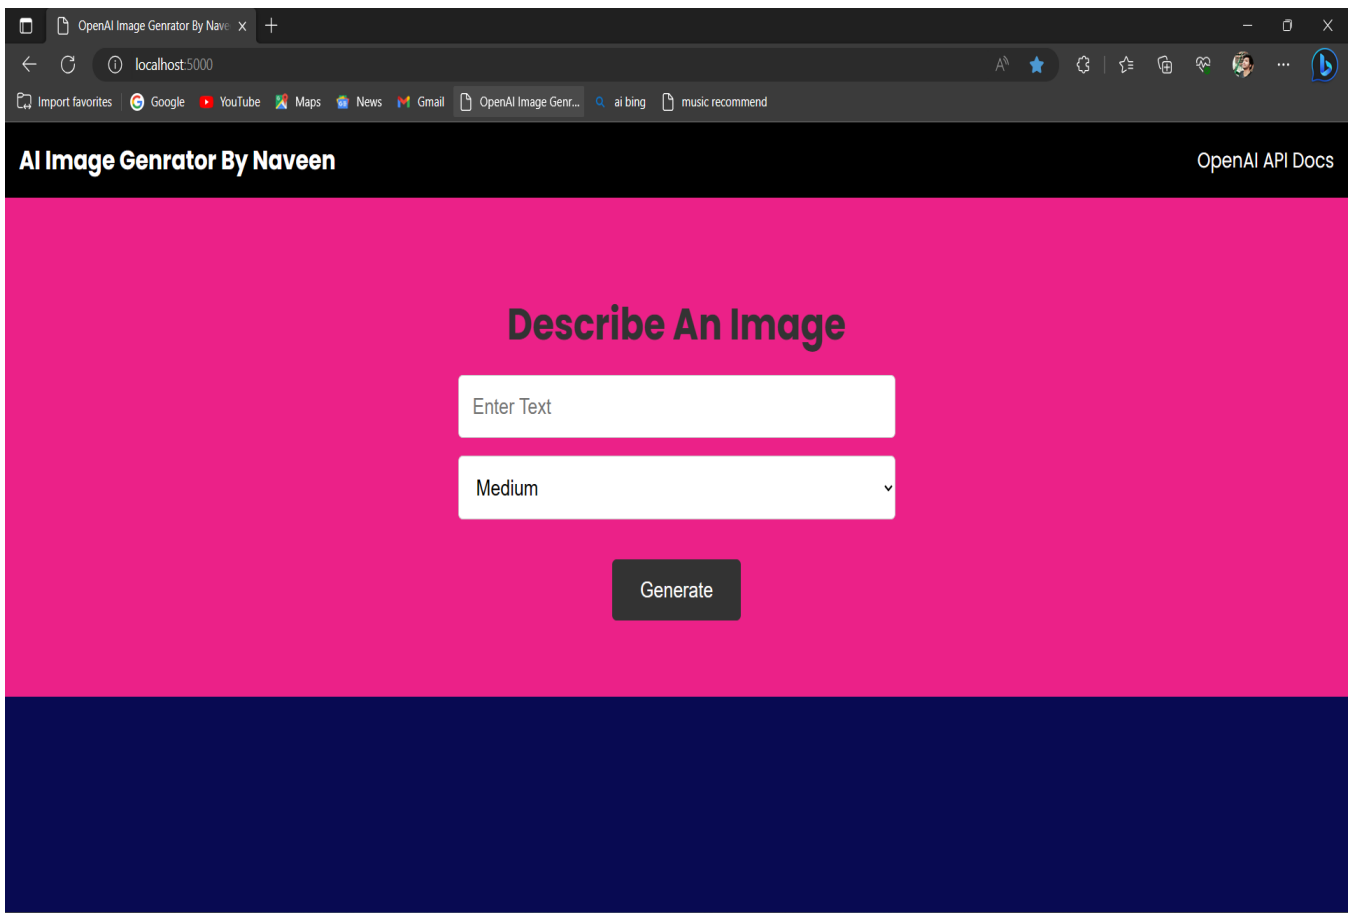 OpenAI Image Genrator By Nave
localhost:5000
Import favorites Google YouTube Maps News Gmail OpenAI Image Genr... ai bing music recommend
AI Image Genrator By Naveen OpenAI API Docs
Describe An Image
Enter Text
Medium
Generate